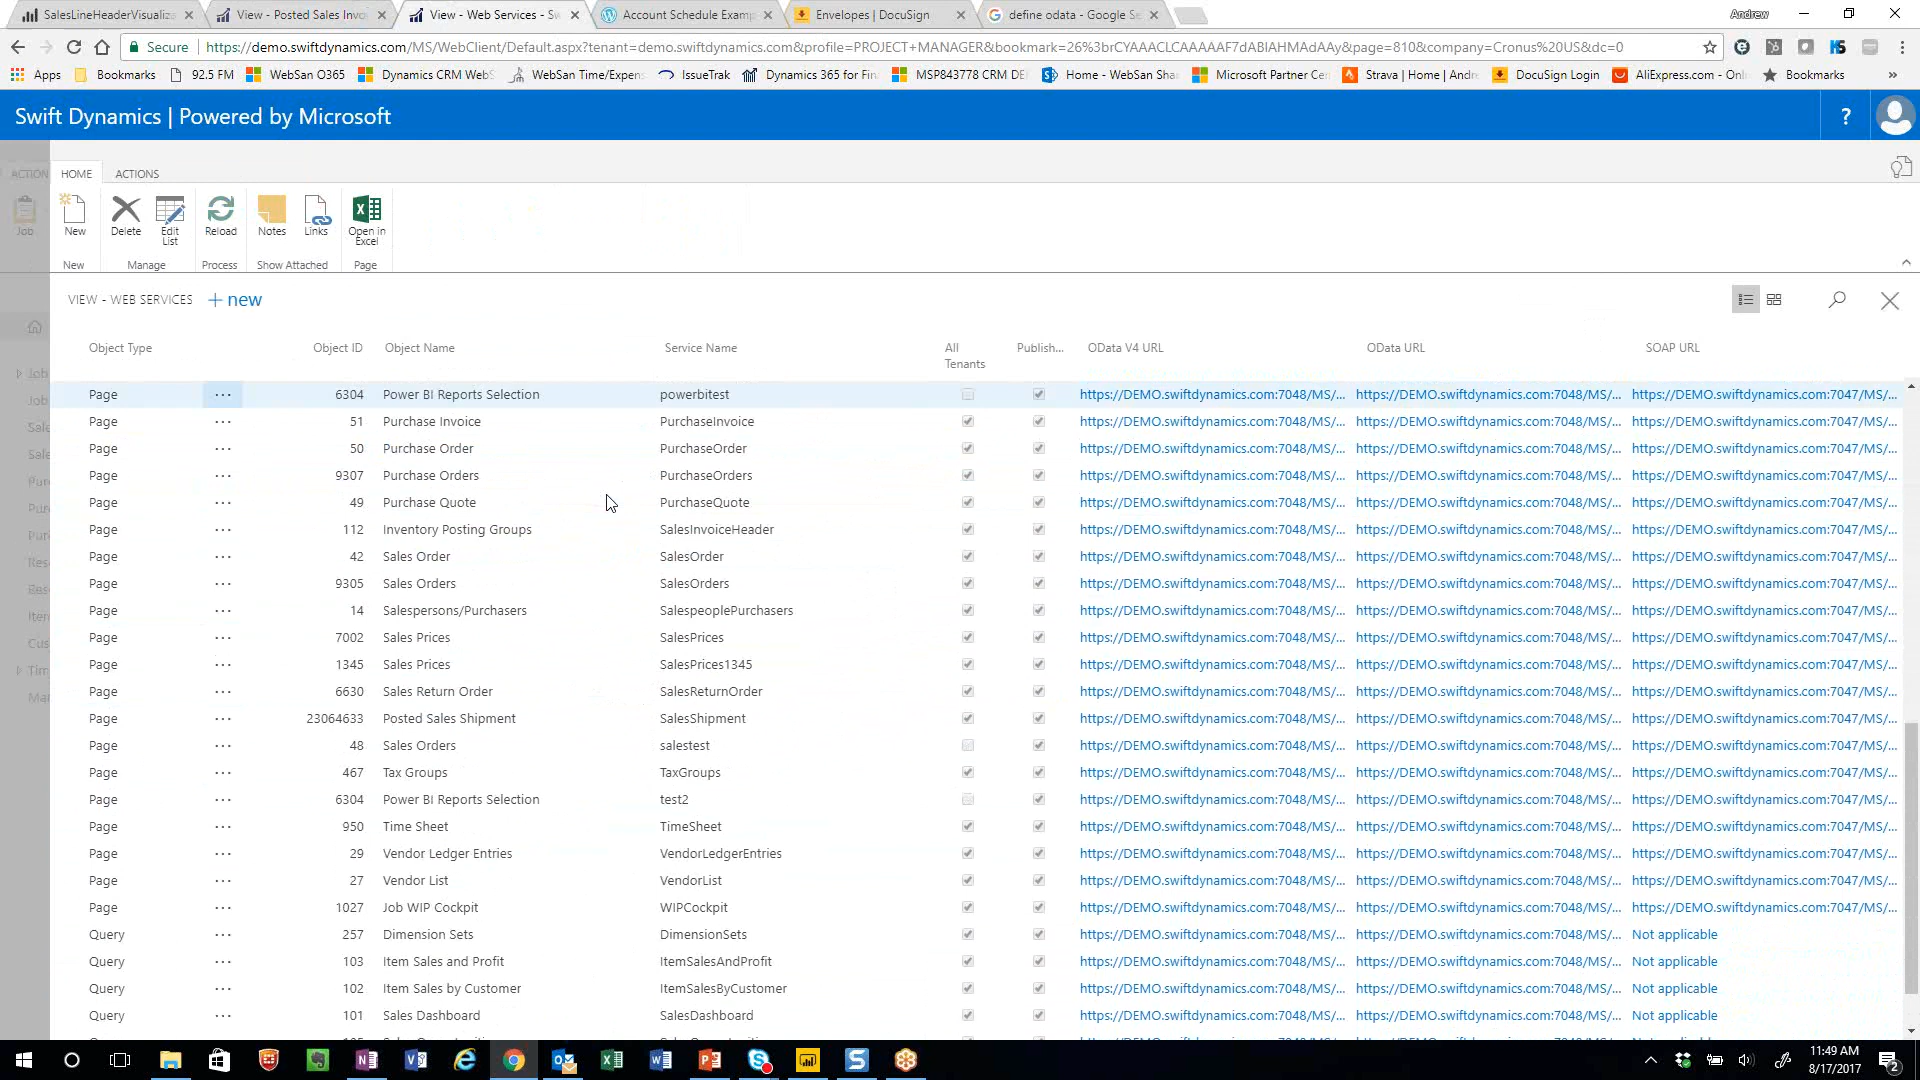 SalesLineHeaderVisualiza
View - Posted Sales Invo
View - Web Services - Sw
Account Schedule Examp
Envelopes | DocuSign
define odata - Google Se
Andrew
Secure
https://demo.swiftdynamics.com/MS/WebClient/Default.aspx?tenant=demo.swiftdynamics.com&profile=PROJECT+MANAGER&bookmark=26%3brCYAAACLCAAAAAF7dABIAHMAdAAy&page=810&company=Cronus%20US&dc=0
Apps
Bookmarks
92.5 FM
WebSan O365
Dynamics CRM WebS
WebSan Time/Expens
IssueTrak
Dynamics 365 for Fin
MSP843778 CRM DE
Home - WebSan Sha
Microsoft Partner Ce
Strava | Home | Andre
DocuSign Login
AliExpress.com - Onl
Bookmarks
»
Swift Dynamics | Powered by Microsoft
?
ACTION
HOME
ACTIONS
Job
New
Delete
Edit List
Reload
Notes
Links
Open in Excel
New
Manage
Process
Show Attached
Page
VIEW - WEB SERVICES
+ new
Object Type Object ID Object Name Service Name All Tenants Publish... OData V4 URL OData URL SOAP URL
Page ... 6304 Power BI Reports Selection powerbitest https://DEMO.swiftdynamics.com:7048/MS/... https://DEMO.swiftdynamics.com:7048/MS/... https://DEMO.swiftdynamics.com:7047/MS/...
Page ... 51 Purchase Invoice PurchaseInvoice https://DEMO.swiftdynamics.com:7048/MS/... https://DEMO.swiftdynamics.com:7048/MS/... https://DEMO.swiftdynamics.com:7047/MS/...
Page ... 50 Purchase Order PurchaseOrder https://DEMO.swiftdynamics.com:7048/MS/... https://DEMO.swiftdynamics.com:7048/MS/... https://DEMO.swiftdynamics.com:7047/MS/...
Page ... 9307 Purchase Orders PurchaseOrders https://DEMO.swiftdynamics.com:7048/MS/... https://DEMO.swiftdynamics.com:7048/MS/... https://DEMO.swiftdynamics.com:7047/MS/...
Page ... 49 Purchase Quote PurchaseQuote https://DEMO.swiftdynamics.com:7048/MS/... https://DEMO.swiftdynamics.com:7048/MS/... https://DEMO.swiftdynamics.com:7047/MS/...
Page ... 112 Inventory Posting Groups SalesInvoiceHeader https://DEMO.swiftdynamics.com:7048/MS/... https://DEMO.swiftdynamics.com:7048/MS/... https://DEMO.swiftdynamics.com:7047/MS/...
Page ... 42 Sales Order SalesOrder https://DEMO.swiftdynamics.com:7048/MS/... https://DEMO.swiftdynamics.com:7048/MS/... https://DEMO.swiftdynamics.com:7047/MS/...
Page ... 9305 Sales Orders SalesOrders https://DEMO.swiftdynamics.com:7048/MS/... https://DEMO.swiftdynamics.com:7048/MS/... https://DEMO.swiftdynamics.com:7047/MS/...
Page ... 14 Salespersons/Purchasers SalespeoplePurchasers https://DEMO.swiftdynamics.com:7048/MS/... https://DEMO.swiftdynamics.com:7048/MS/... https://DEMO.swiftdynamics.com:7047/MS/...
Page ... 7002 Sales Prices SalesPrices https://DEMO.swiftdynamics.com:7048/MS/... https://DEMO.swiftdynamics.com:7048/MS/... https://DEMO.swiftdynamics.com:7047/MS/...
Page ... 1345 Sales Prices SalesPrices1345 https://DEMO.swiftdynamics.com:7048/MS/... https://DEMO.swiftdynamics.com:7048/MS/... https://DEMO.swiftdynamics.com:7047/MS/...
Page ... 6630 Sales Return Order SalesReturnOrder https://DEMO.swiftdynamics.com:7048/MS/... https://DEMO.swiftdynamics.com:7048/MS/... https://DEMO.swiftdynamics.com:7047/MS/...
Page ... 23064633 Posted Sales Shipment SalesShipment https://DEMO.swiftdynamics.com:7048/MS/... https://DEMO.swiftdynamics.com:7048/MS/... https://DEMO.swiftdynamics.com:7047/MS/...
Page ... 48 Sales Orders salestest https://DEMO.swiftdynamics.com:7048/MS/... https://DEMO.swiftdynamics.com:7048/MS/... https://DEMO.swiftdynamics.com:7047/MS/...
Page ... 467 Tax Groups TaxGroups https://DEMO.swiftdynamics.com:7048/MS/... https://DEMO.swiftdynamics.com:7048/MS/... https://DEMO.swiftdynamics.com:7047/MS/...
Page ... 6304 Power BI Reports Selection test2 https://DEMO.swiftdynamics.com:7048/MS/... https://DEMO.swiftdynamics.com:7048/MS/... https://DEMO.swiftdynamics.com:7047/MS/...
Page ... 950 Time Sheet TimeSheet https://DEMO.swiftdynamics.com:7048/MS/... https://DEMO.swiftdynamics.com:7048/MS/... https://DEMO.swiftdynamics.com:7047/MS/...
Page ... 29 Vendor Ledger Entries VendorLedgerEntries https://DEMO.swiftdynamics.com:7048/MS/... https://DEMO.swiftdynamics.com:7048/MS/... https://DEMO.swiftdynamics.com:7047/MS/...
Page ... 27 Vendor List VendorList https://DEMO.swiftdynamics.com:7048/MS/... https://DEMO.swiftdynamics.com:7048/MS/... https://DEMO.swiftdynamics.com:7047/MS/...
Page ... 1027 Job WIP Cockpit WIPCockpit https://DEMO.swiftdynamics.com:7048/MS/... https://DEMO.swiftdynamics.com:7048/MS/... https://DEMO.swiftdynamics.com:7047/MS/...
Query ... 257 Dimension Sets DimensionSets https://DEMO.swiftdynamics.com:7048/MS/... https://DEMO.swiftdynamics.com:7048/MS/... Not applicable
Query ... 103 Item Sales and Profit ItemSalesAndProfit https://DEMO.swiftdynamics.com:7048/MS/... https://DEMO.swiftdynamics.com:7048/MS/... Not applicable
Query ... 102 Item Sales by Customer ItemSalesByCustomer https://DEMO.swiftdynamics.com:7048/MS/... https://DEMO.swiftdynamics.com:7048/MS/... Not applicable
Query ... 101 Sales Dashboard SalesDashboard https://DEMO.swiftdynamics.com:7048/MS/... https://DEMO.swiftdynamics.com:7048/MS/... Not applicable
11:49 AM
8/17/2017
2